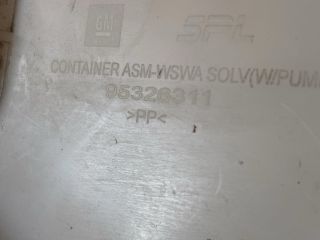 GM SPL
CONTAINER ASM-WSWA SOLV(W/PUM
95326311
>PP<